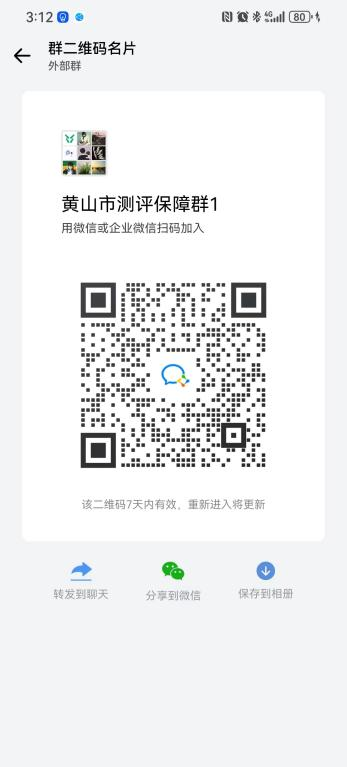 3:12
4G
80
群二维码名片
外部群
黄山市测评保障群1
用微信或企业微信扫码加入
该二维码7天内有效，重新进入将更新
转发到聊天
分享到微信
保存到相册